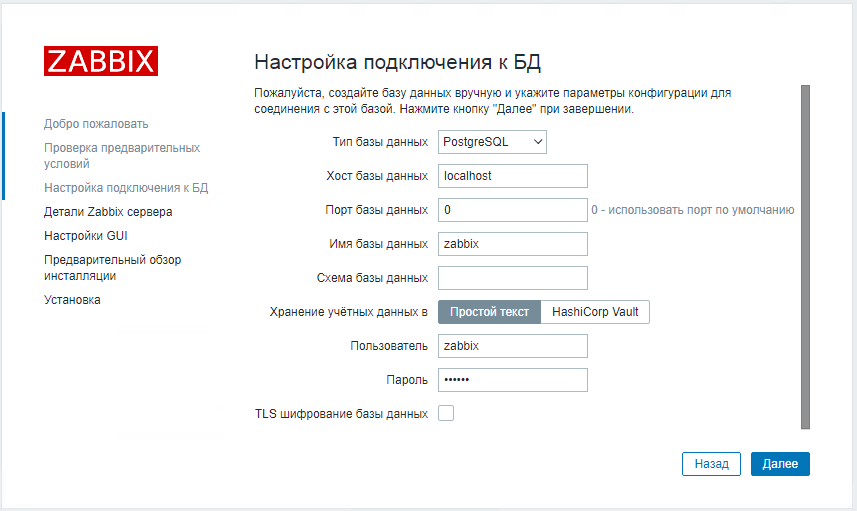 ZABBIX
Добро пожаловать
Проверка предварительных
условий
Настройка подключения к БД
Детали Zabbix сервера
Настройки GUI
Предварительный обзор
инсталляции
Установка
Настройка подключения к БД
Пожалуйста, создайте базу данных вручную и укажите параметры конфигурации для
соединения с этой базой. Нажмите кнопку "Далее" при завершении.
Тип базы данных PostgreSQL
Хост базы данных localhost
Порт базы данных 0 0 - использовать порт по умолчанию
Имя базы данных zabbix
Схема базы данных
Хранение учётных данных в Простой текст HashiCorp Vault
Пользователь zabbix
Пароль ••••••
TLS шифрование базы данных
Назад Далее